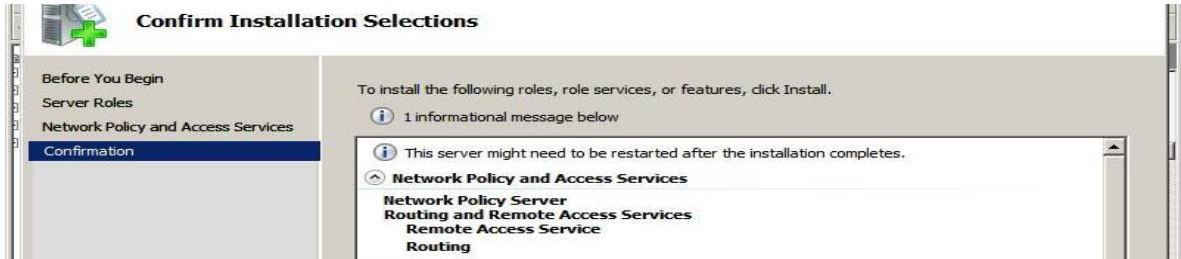 Confirm Installation Selections
Before You Begin
Server Roles
Network Policy and Access Services
Confirmation
To install the following roles, role services, or features, click Install.
1 informational message below
This server might need to be restarted after the installation completes.
Network Policy and Access Services
Network Policy Server
Routing and Remote Access Services
Remote Access Service
Routing